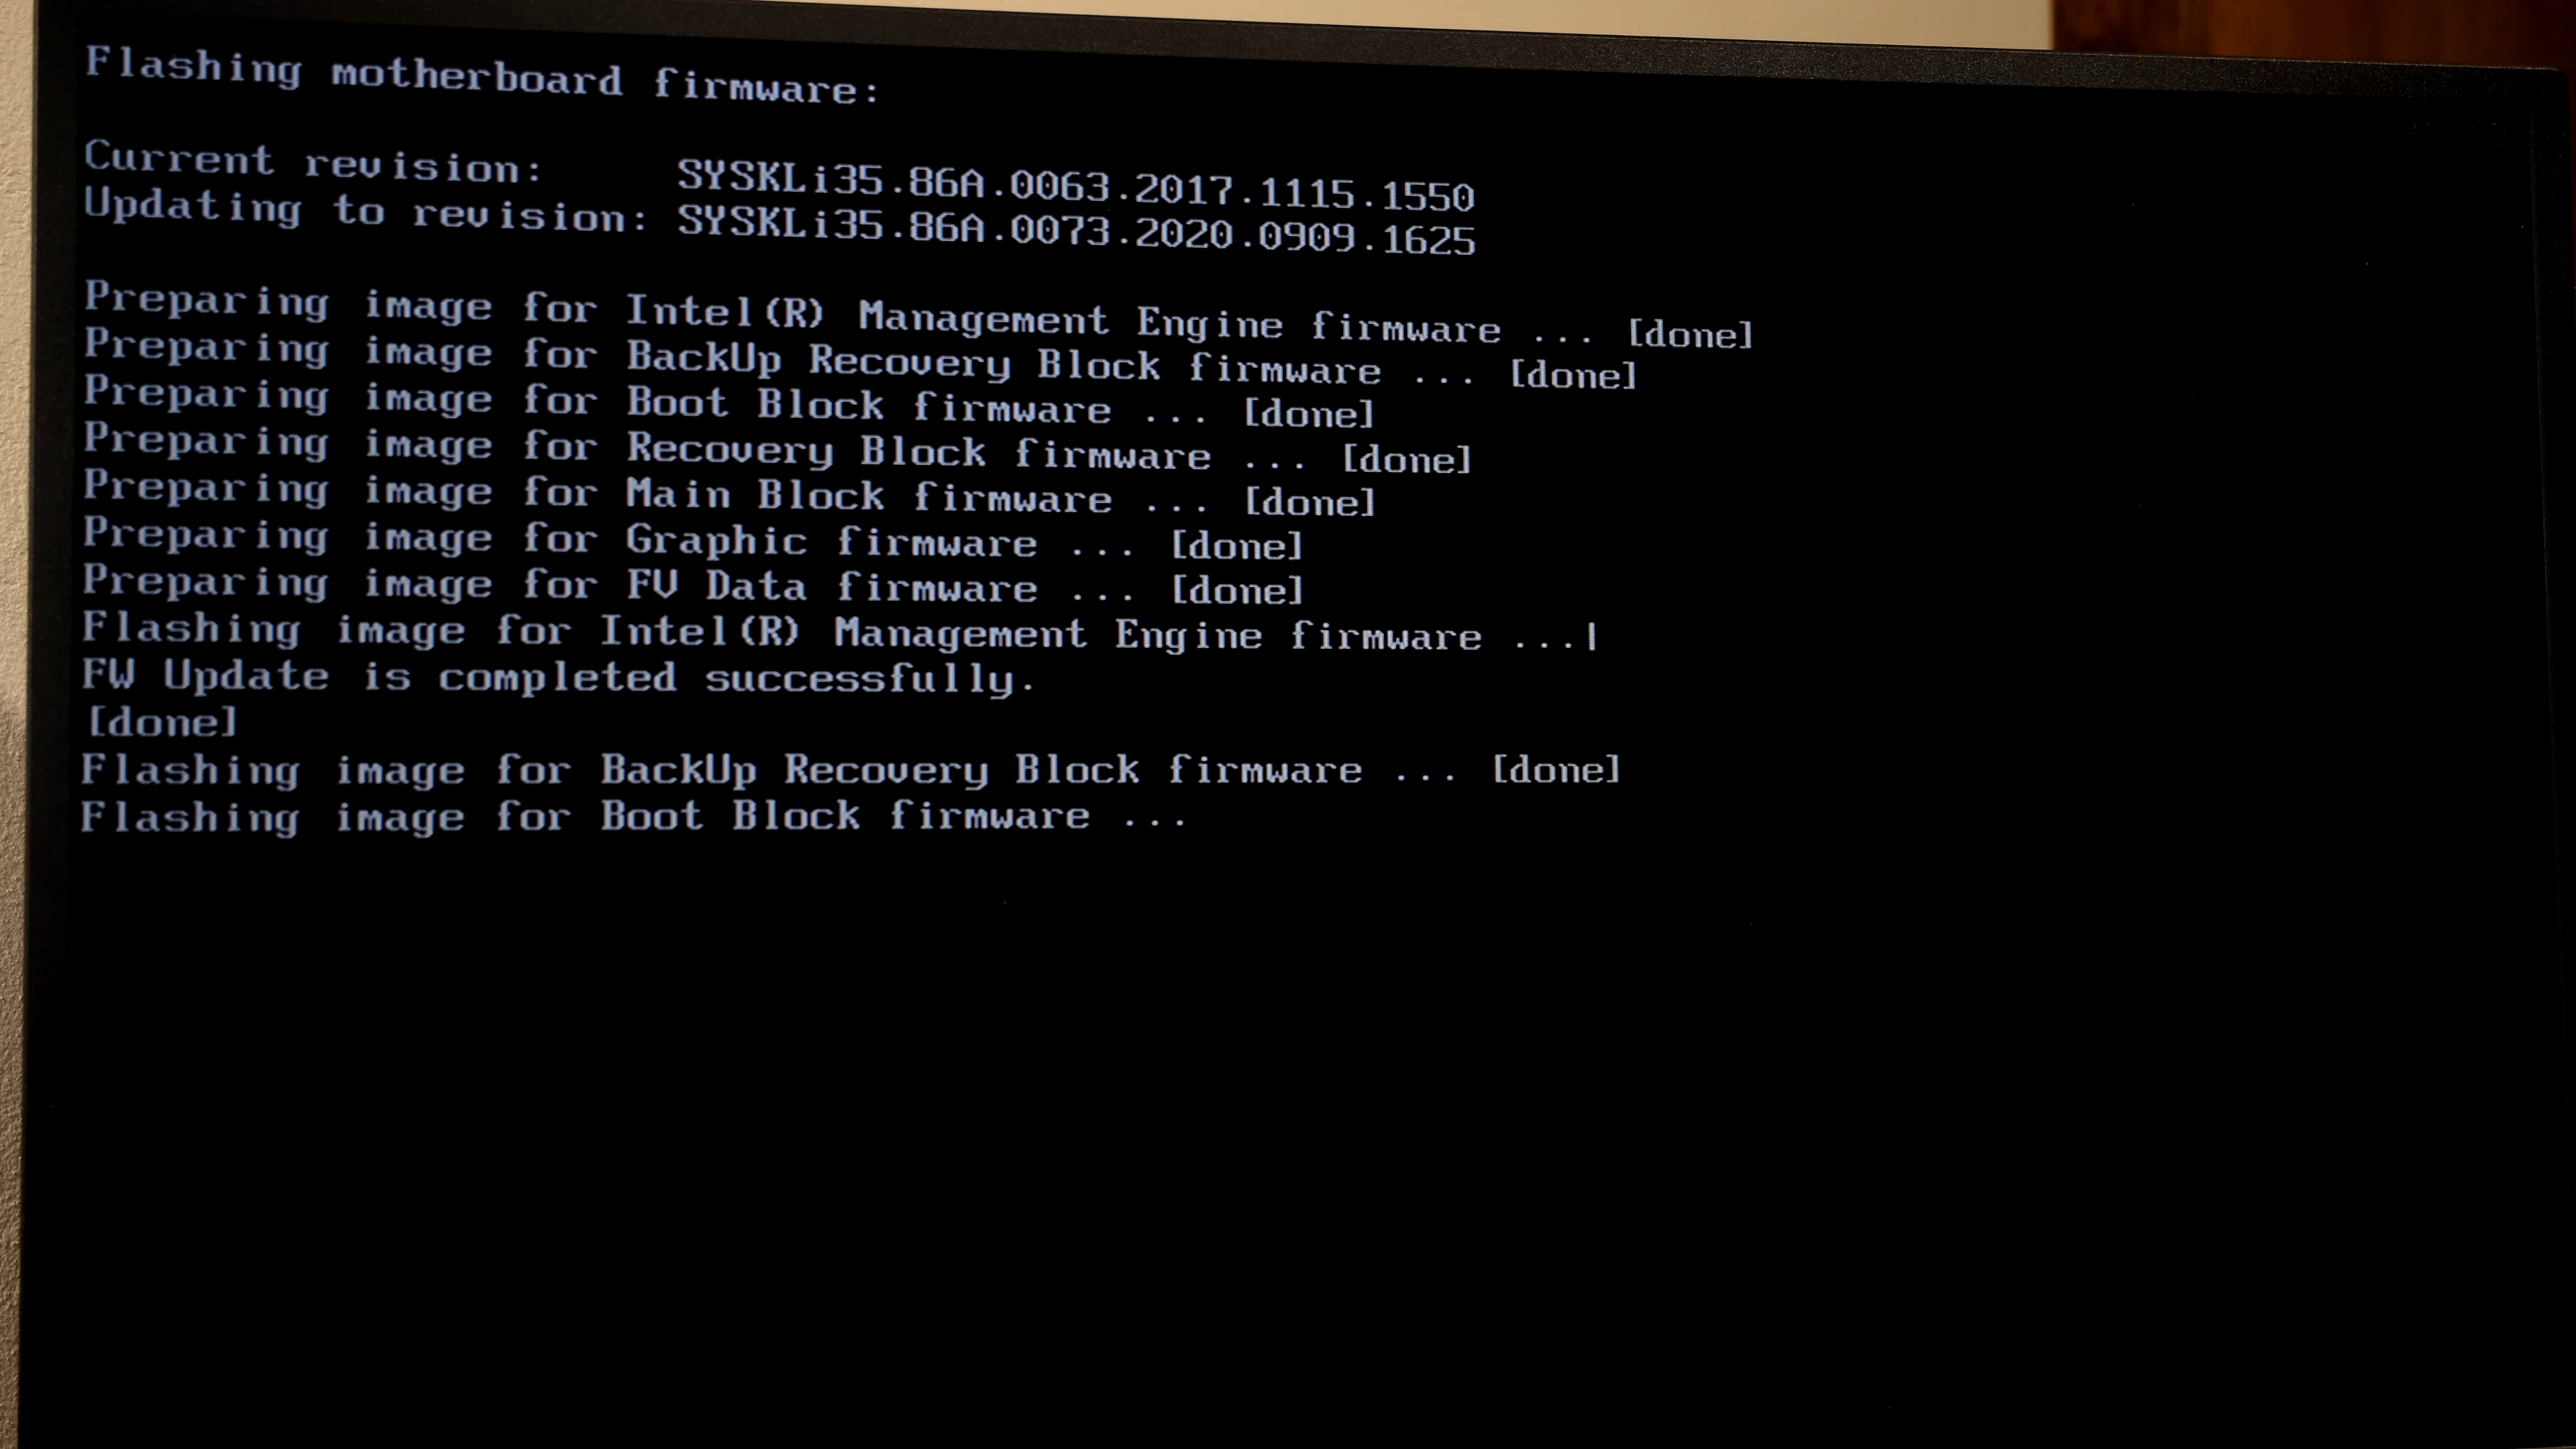 Flashing motherboard firmware:
Current revision: SYSKLi35.86A.0063.2017.1115.1550
Updating to revision: SYSKLi35.86A.0073.2020.0909.1625
Preparing image for Intel(R) Management Engine firmware ... [done]
Preparing image for BackUp Recovery Block firmware ... [done]
Preparing image for Boot Block firmware ... [done]
Preparing image for Recovery Block firmware ... [done]
Preparing image for Main Block firmware ... [done]
Preparing image for Graphic firmware ... [done]
Preparing image for FV Data firmware ... [done]
Flashing image for Intel(R) Management Engine firmware ...|
FW Update is completed successfully.
[done]
Flashing image for BackUp Recovery Block firmware ... [done]
Flashing image for Boot Block firmware ...